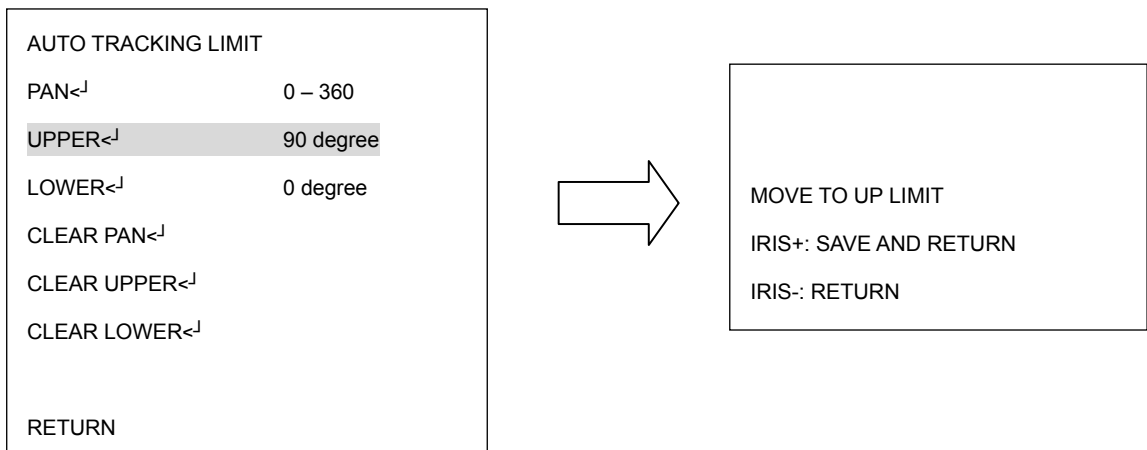 AUTO TRACKING LIMIT
PAN<┘ 0 – 360
UPPER<┘ 90 degree
LOWER<┘ 0 degree
CLEAR PAN<┘
CLEAR UPPER<┘
CLEAR LOWER<┘
RETURN
MOVE TO UP LIMIT
IRIS+: SAVE AND RETURN
IRIS-: RETURN